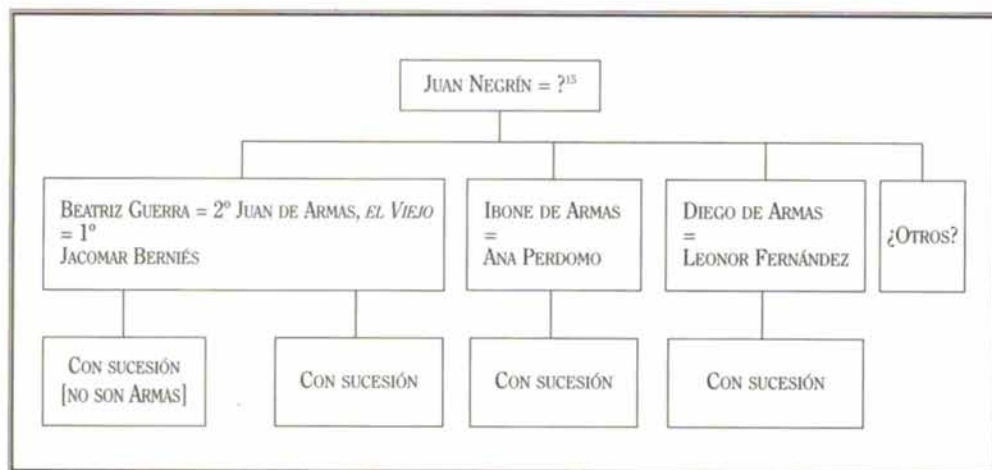 JUAN NEGRÍN = ?¹⁵
BEATRIZ GUERRA = 2º JUAN DE ARMAS, EL VIEJO
= 1º
JACOMAR BERNIÉS
IBONE DE ARMAS
=
ANA PERDOMO
DIEGO DE ARMAS
=
LEONOR FERNÁNDEZ
¿OTROS?
CON SUCESIÓN
[NO SON ARMAS]
CON SUCESIÓN
CON SUCESIÓN
CON SUCESIÓN